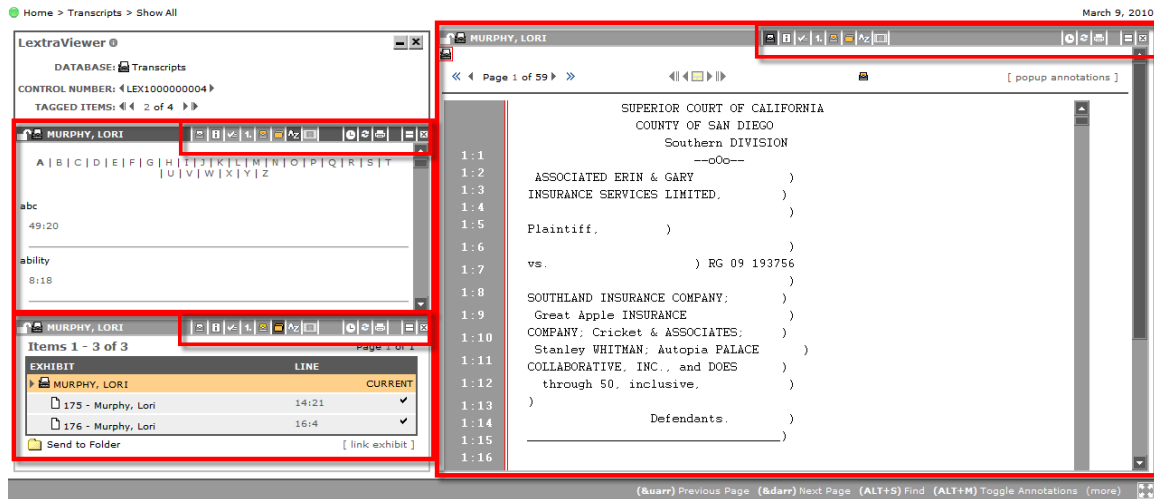 Home > Transcripts > Show All
March 9, 2010
LextraViewer
DATABASE: Transcripts
CONTROL NUMBER: LEX1000000004
TAGGED ITEMS: 2 of 4
MURPHY, LORI
A | B | C | D | E | F | G | H | I | J | K | L | M | N | O | P | Q | R | S | T
| U | V | W | X | Y | Z
abc
49:20
ability
8:18
MURPHY, LORI
Items 1 - 3 of 3
Page 1 of 1
EXHIBIT LINE
MURPHY, LORI CURRENT
175 - Murphy, Lori 14:21
176 - Murphy, Lori 16:4
Send to Folder [ link exhibit ]
MURPHY, LORI
Page 1 of 59 [ popup annotations ]
SUPERIOR COURT OF CALIFORNIA
COUNTY OF SAN DIEGO
Southern DIVISION
1:1 --oOo--
1:2 ASSOCIATED ERIN & GARY )
1:3 INSURANCE SERVICES LIMITED, )
1:4 )
1:5 Plaintiff, )
1:6 )
1:7 vs. ) RG 09 193756
)
1:8 SOUTHLAND INSURANCE COMPANY; )
1:9 Great Apple INSURANCE )
1:10 COMPANY; Cricket & ASSOCIATES; )
Stanley WHITMAN; Autopia PALACE )
1:11 COLLABORATIVE, INC., and DOES )
1:12 through 50, inclusive, )
1:13 )
1:14 Defendants. )
1:15 )
1:16
(&uarr) Previous Page (&darr) Next Page (ALT+S) Find (ALT+M) Toggle Annotations (more)